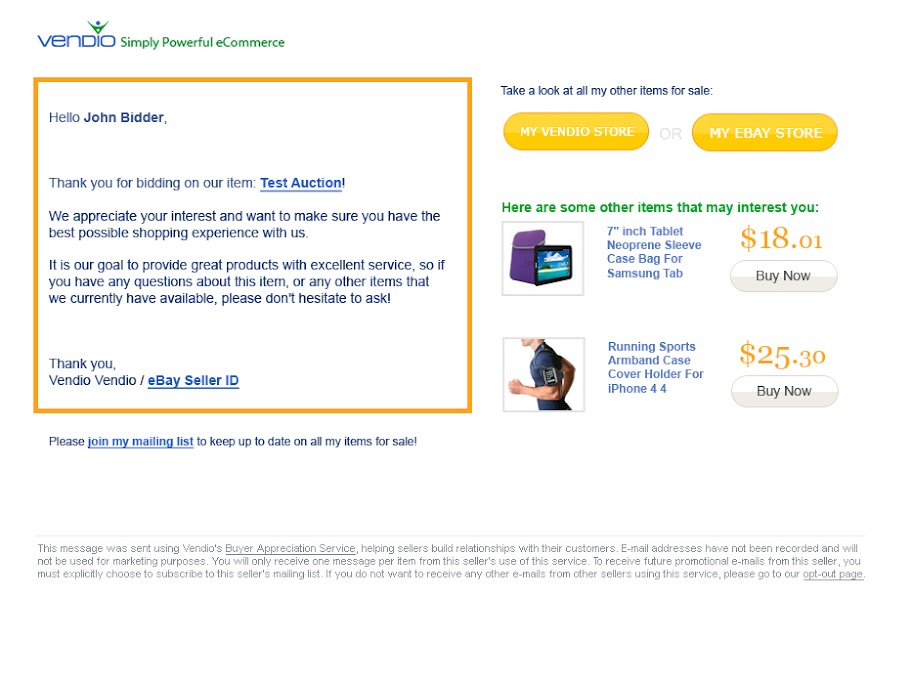 VENDIO Simply Powerful eCommerce
Hello John Bidder,
Thank you for bidding on our item: Test Auction!
We appreciate your interest and want to make sure you have the
best possible shopping experience with us.
It is our goal to provide great products with excellent service, so if
you have any questions about this item, or any other items that
we currently have available, please don't hesitate to ask!
Thank you,
Vendio Vendio / eBay Seller ID
Please join my mailing list to keep up to date on all my items for sale!
Take a look at all my other items for sale:
MY VENDIO STORE OR MY EBAY STORE
Here are some other items that may interest you:
7" inch Tablet
Neoprene Sleeve
Case Bag For
Samsung Tab
$18.01
Buy Now
Running Sports
Armband Case
Cover Holder For
iPhone 4 4
$25.30
Buy Now
This message was sent using Vendio's Buyer Appreciation Service, helping sellers build relationships with their customers. E-mail addresses have not been recorded and will
not be used for marketing purposes. You will only receive one message per item from this seller's use of this service. To receive future promotional e-mails from this seller, you
must explicitly choose to subscribe to this seller's mailing list. If you do not want to receive any other e-mails from other sellers using this service, please go to our opt-out page.